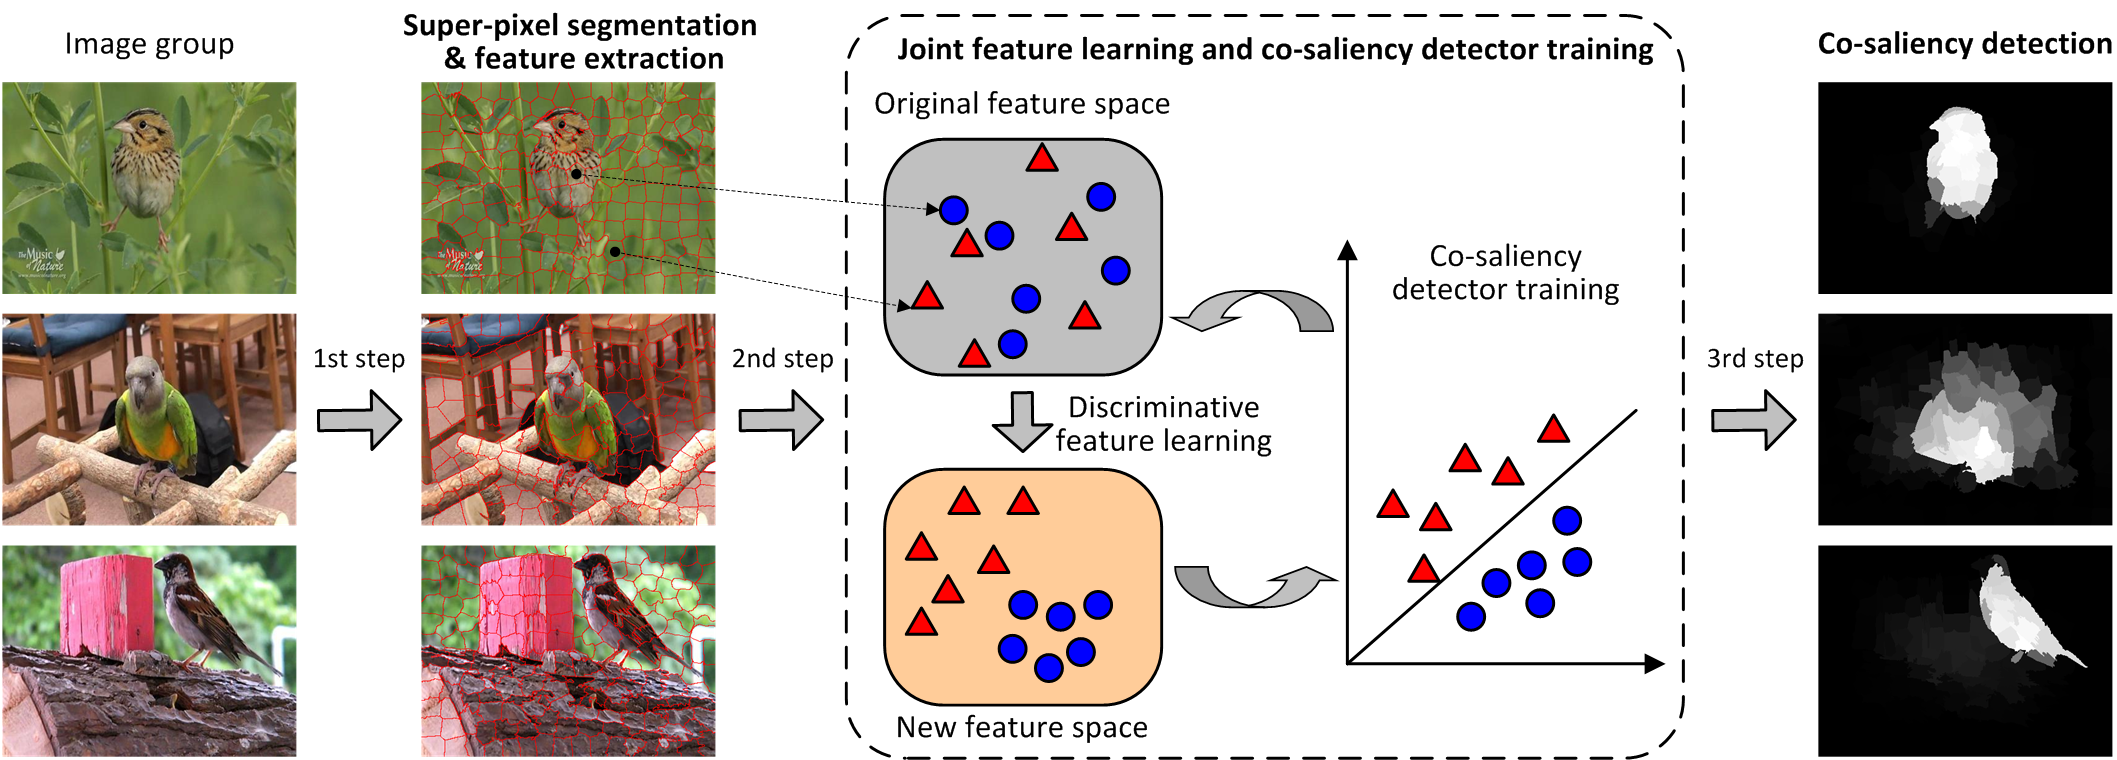 Image group
Super-pixel segmentation
& feature extraction
Joint feature learning and co-saliency detector training
Co-saliency detection
Original feature space
The Music
of Nature
The Music
of Nature
Co-saliency
detector training
1st step
2nd step
3rd step
Discriminative
feature learning
New feature space